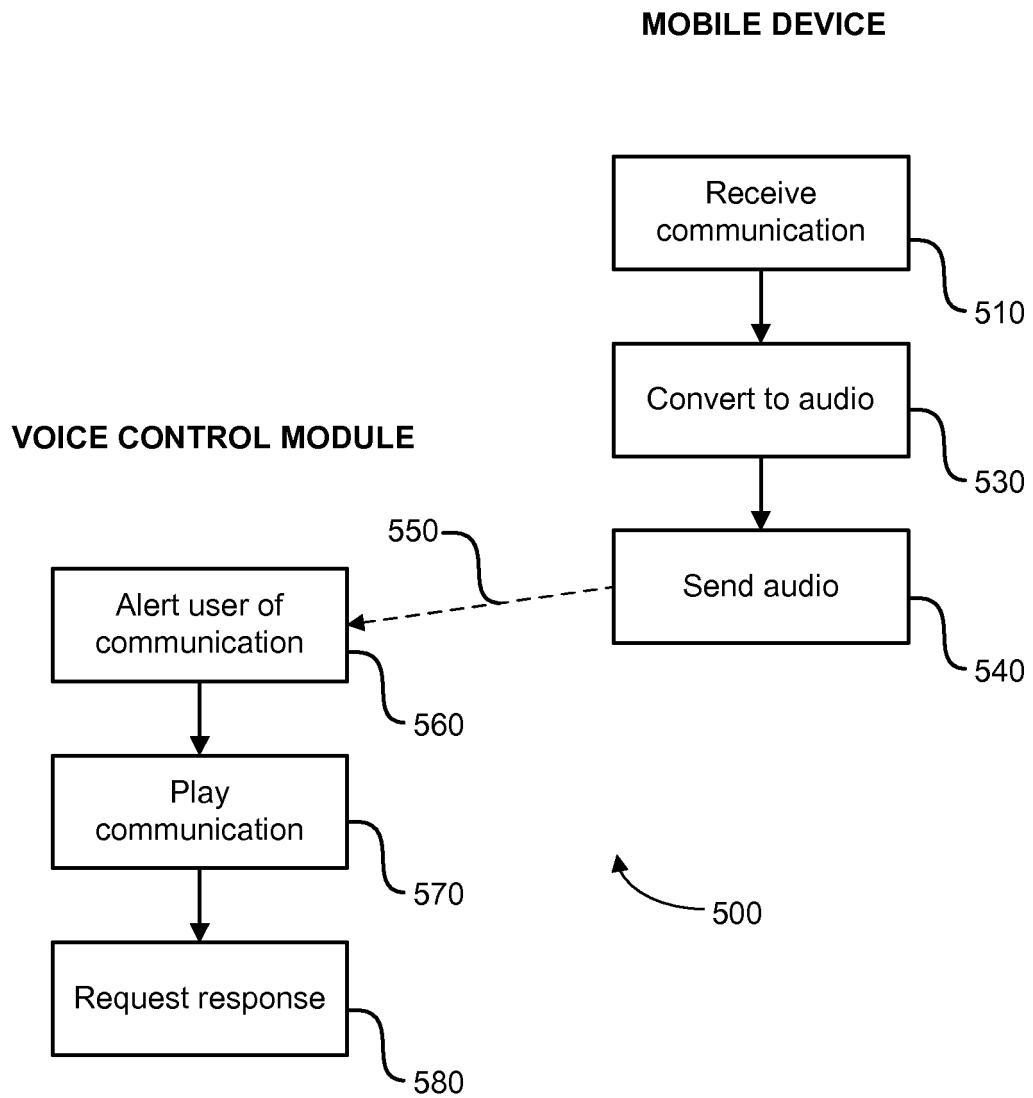 MOBILE DEVICE
Receive
communication
510
Convert to audio
530
VOICE CONTROL MODULE
550
Send audio
540
Alert user of
communication
560
Play
communication
570
500
Request response
580